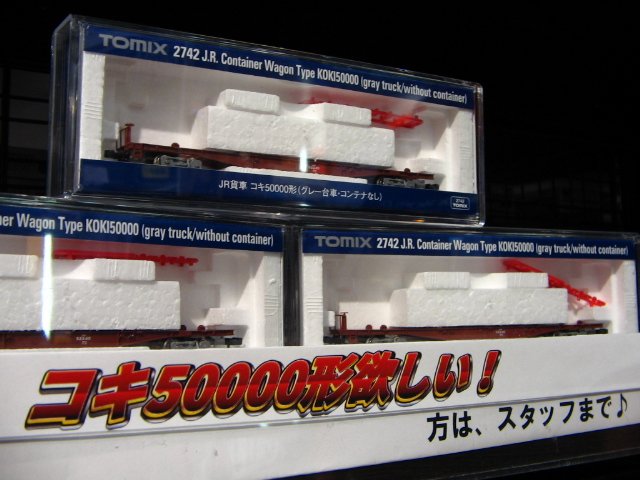 TOMIX 2742 J.R. Container Wagon Type KOKI50000 (gray truck/without container)
JR貨車 コキ50000形(グレー台車・コンテナなし)
2742
TOMIX
ainer Wagon Type KOKI50000 (gray truck/without container)
TOMIX 2742 J.R. Container Wagon Type KOKI50000 (gray truck/without container)
コキ50000形欲しい!
方は、スタッフまで♪